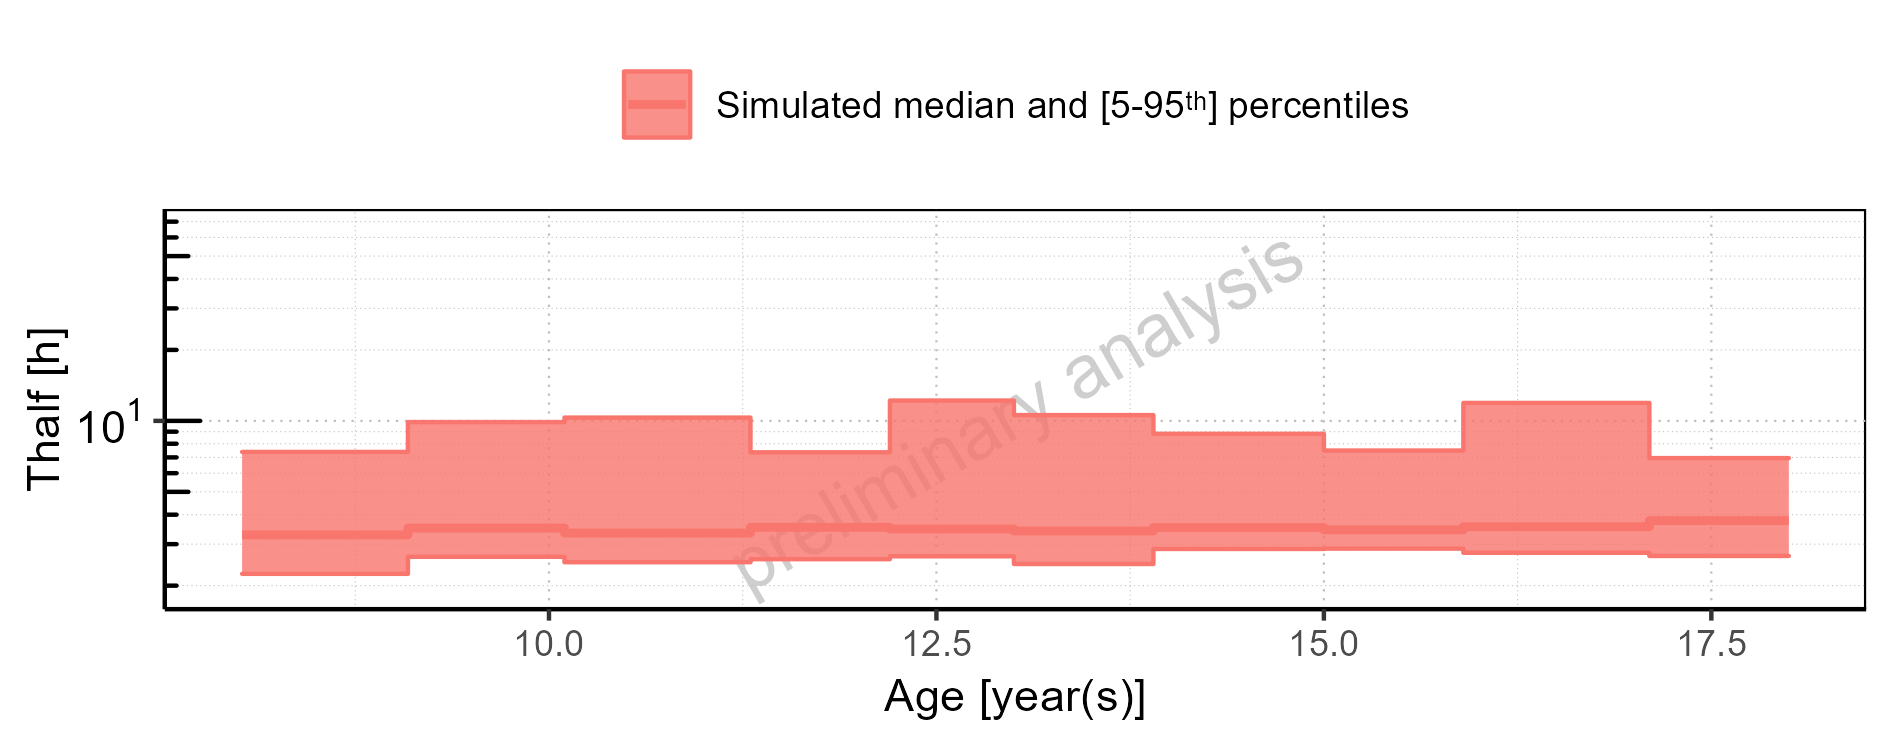 Simulated median and [5-95th] percentiles
Thalf [h]
10¹
preliminary analysis
10.0 12.5 15.0 17.5
Age [year(s)]